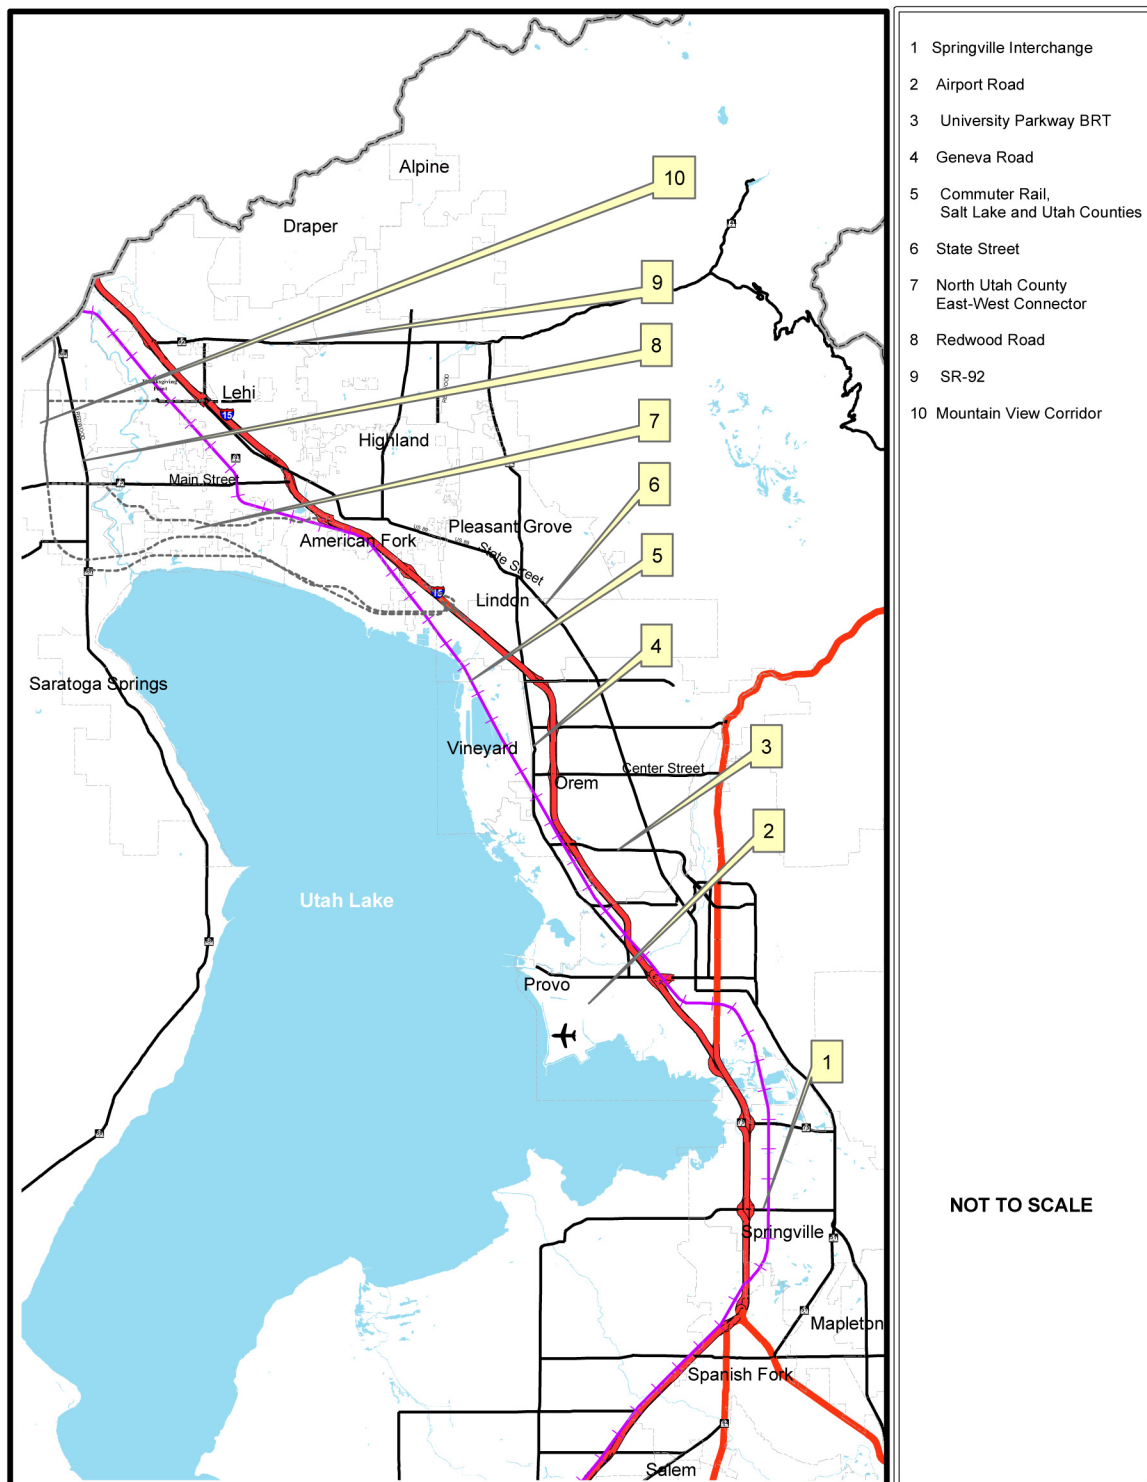 1 Springville Interchange
2 Airport Road
3 University Parkway BRT
4 Geneva Road
5 Commuter Rail,
Salt Lake and Utah Counties
6 State Street
7 North Utah County
East-West Connector
8 Redwood Road
9 SR-92
10 Mountain View Corridor
NOT TO SCALE
Alpine
10
Draper
9
8
Lehi
15
7
Highland
Main Street
6
Pleasant Grove
American Fork
State Street
5
15
Lindon
4
Saratoga Springs
Vineyard
3
Center Street
Orem
2
Utah Lake
Provo
1
Springville
Mapleton
Spanish Fork
Salem